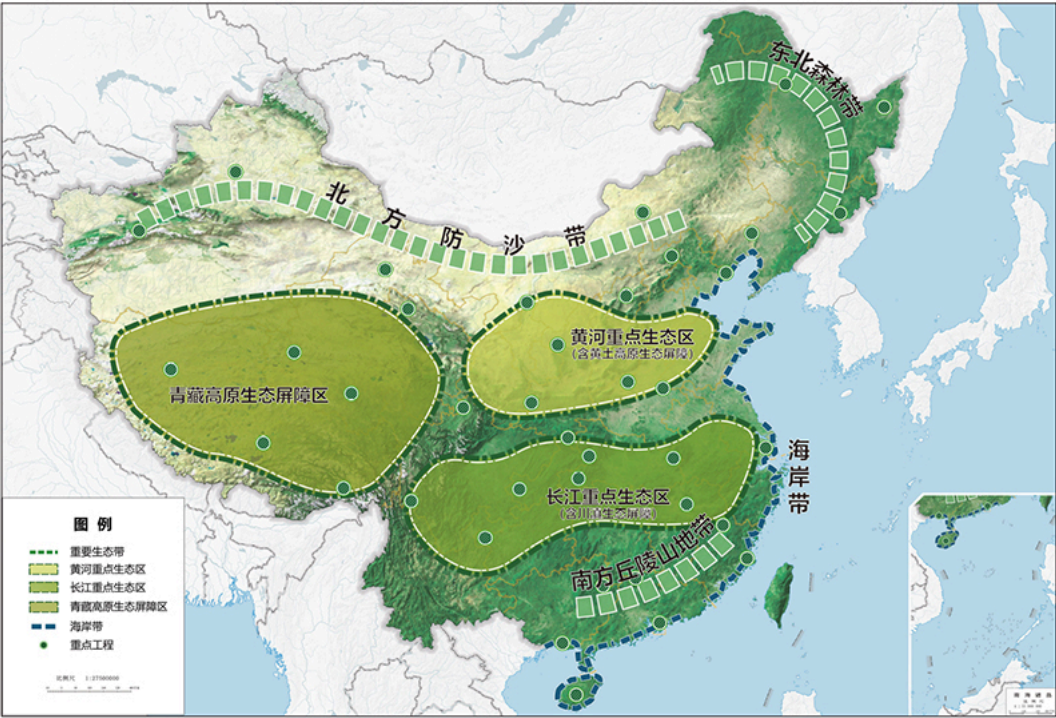 东北森林带
北方防沙带
黄河重点生态区
(含黄土高原生态屏障)
青藏高原生态屏障区
海岸带
长江重点生态区
(含川滇生态屏障)
南方丘陵山地带
图 例
重要生态带
黄河重点生态区
长江重点生态区
青藏高原生态屏障区
海岸带
重点工程
比例尺 1:27500000